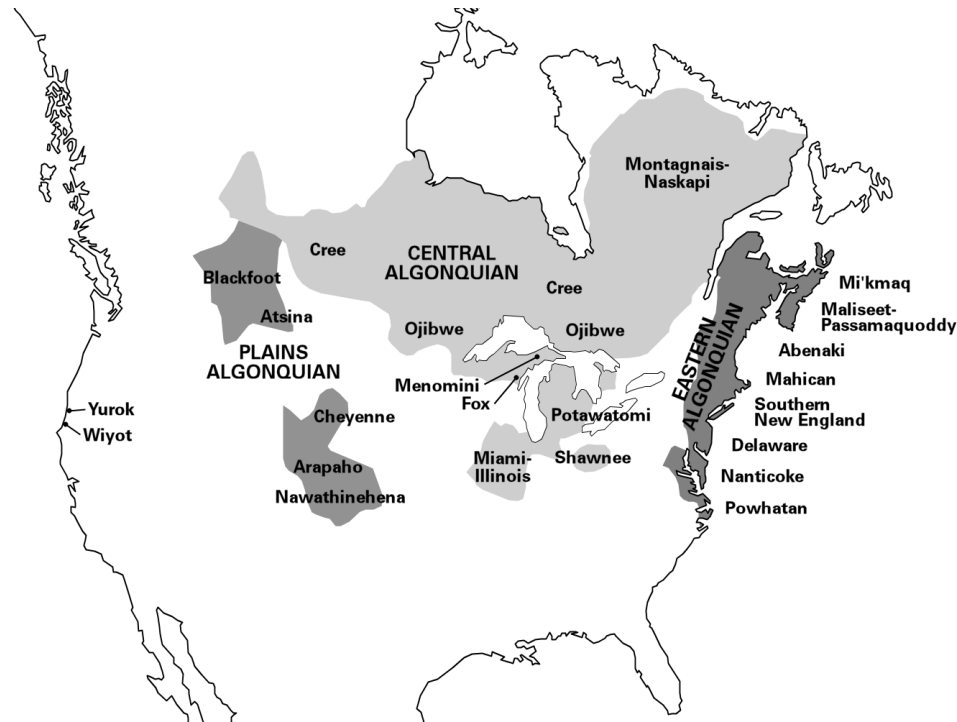 Montagnais-
Naskapi
Cree
CENTRAL
ALGONQUIAN
Blackfoot
Cree
Mi'kmaq
Atsina
Maliseet-
Passamaquoddy
Ojibwe
Ojibwe
EASTERN
ALGONQUIAN
PLAINS
ALGONQUIAN
Abenaki
Menomini
Mahican
Fox
Yurok
Wiyot
Cheyenne
Potawatomi
Southern
New England
Delaware
Miami-
Illinois
Shawnee
Arapaho
Nanticoke
Nawathinehena
Powhatan